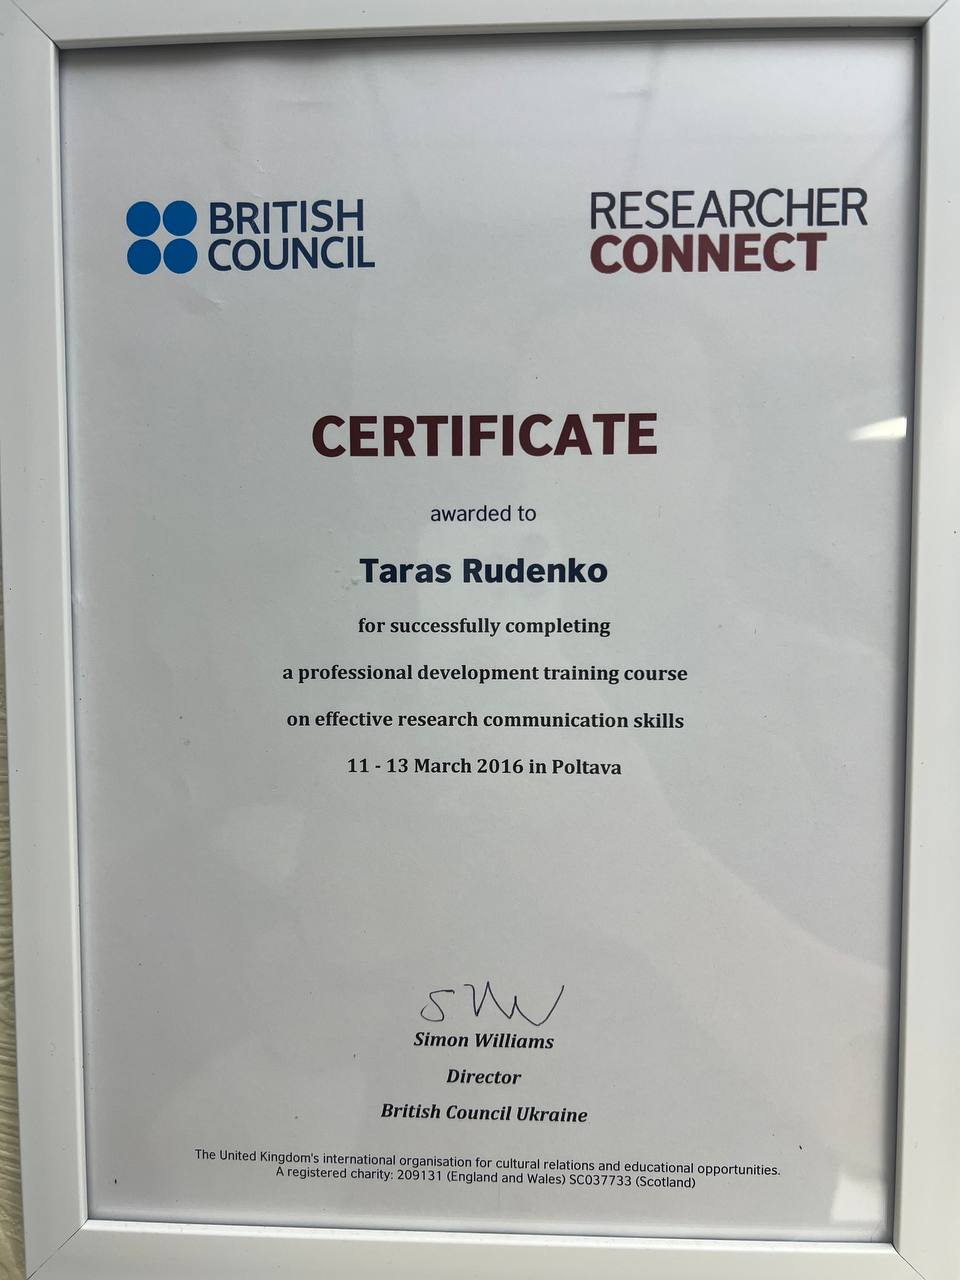 BRITISH
COUNCIL
RESEARCHER
CONNECT
CERTIFICATE
awarded to
Taras Rudenko
for successfully completing
a professional development training course
on effective research communication skills
11 - 13 March 2016 in Poltava
Simon Williams
Director
British Council Ukraine
The United Kingdom's international organisation for cultural relations and educational opportunities.
A registered charity: 209131 (England and Wales) SC037733 (Scotland)